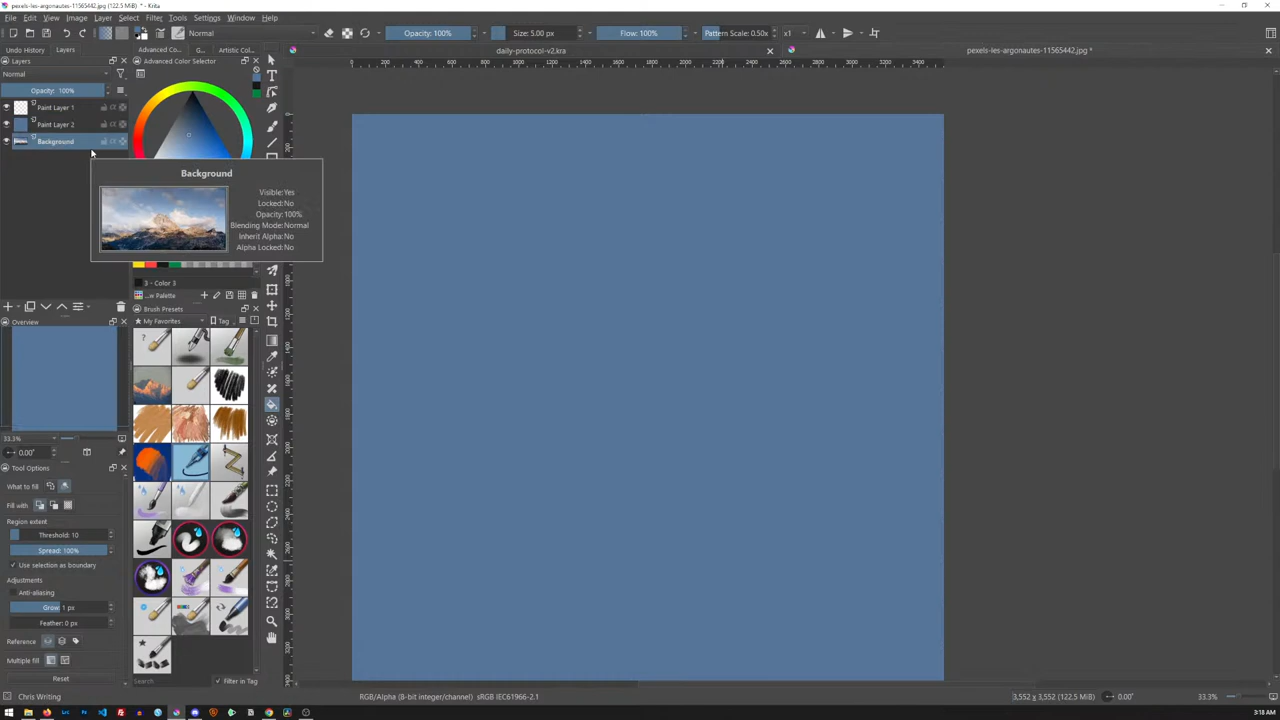 pexels-les-argonautes-11565442.jpg (122.5 MiB) * - Krita
File Edit View Image Layer Select Filter Tools Settings Window Help
Normal
Opacity: 100%
Size: 5.00 px
Flow: 100%
Pattern Scale: 0.50x
x1
Undo History
Layers
Advanced Co...
G...
Artistic Col...
daily-protocol-v2.kra
pexels-les-argonautes-11565442.jpg *
Layers
Advanced Color Selector
Normal
Opacity: 100%
Paint Layer 1
Paint Layer 2
Background
Background
Visible: Yes
Locked: No
Opacity: 100%
Blending Mode: Normal
Inherit Alpha: No
Alpha Locked: No
3 - Color 3
...w Palette
Brush Presets
My Favorites
Tag
Overview
33.3%
0.00°
Tool Options
What to fill
Fill with
Region extent
Threshold: 10
Spread: 100%
Use selection as boundary
Adjustments
Anti-aliasing
Grow: 1 px
Feather: 0 px
Reference
Multiple fill
Reset
Search
Filter in Tag
Chris Writing
RGB/Alpha (8-bit integer/channel) sRGB IEC61966-2.1
3,552 x 3,552 (122.5 MiB)
0.00°
33.3%
3:18 AM